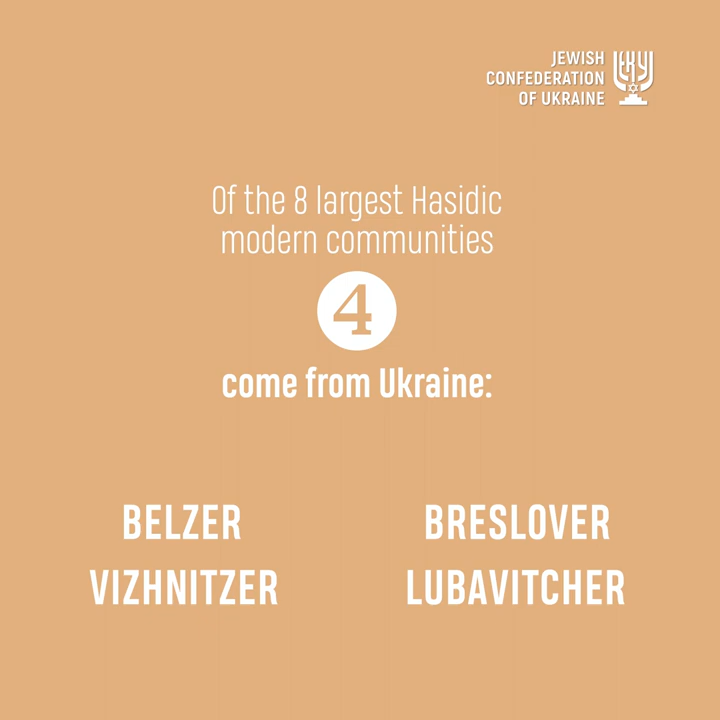 JEWISH
CONFEDERATION
OF UKRAINE
Of the 8 largest Hasidic
modern communities
4
come from Ukraine:
BELZER
BRESLOVER
VIZHNITZER
LUBAVITCHER